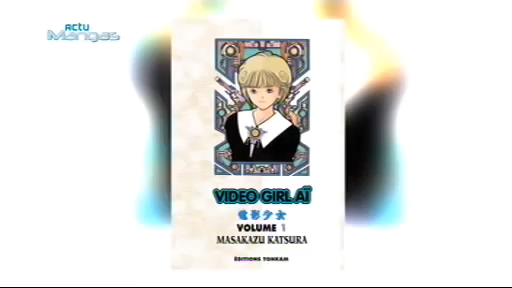 ACTU
Mangas
VIDEO GIRL AÏ
電影少女
VOLUME 1
MASAKAZU KATSURA
ÉDITIONS TONKAM